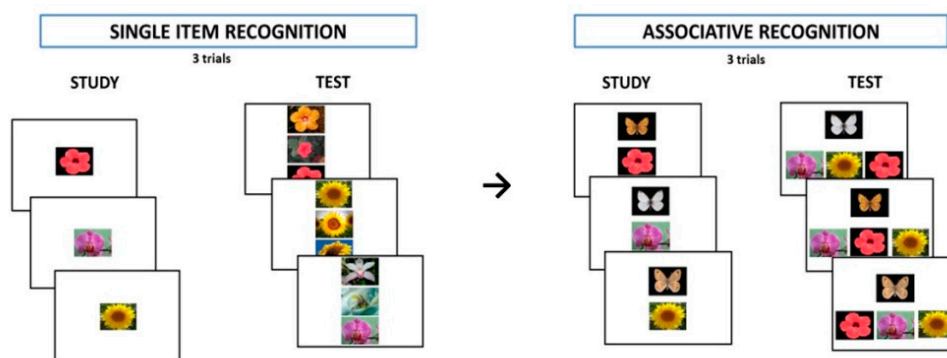 SINGLE ITEM RECOGNITION
3 trials
STUDY
TEST
ASSOCIATIVE RECOGNITION
3 trials
STUDY
TEST